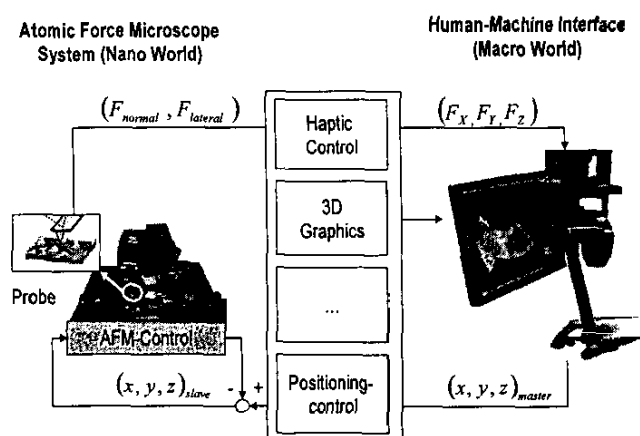 Atomic Force Microscope
System (Nano World)
Human-Machine Interface
(Macro World)
(F_normal , F_lateral)
Haptic
Control
(F_X, F_Y, F_Z)
3D
Graphics
Probe
...
AFM-Control
(x, y, z)_slave
- +
Positioning-
control
(x, y, z)_master